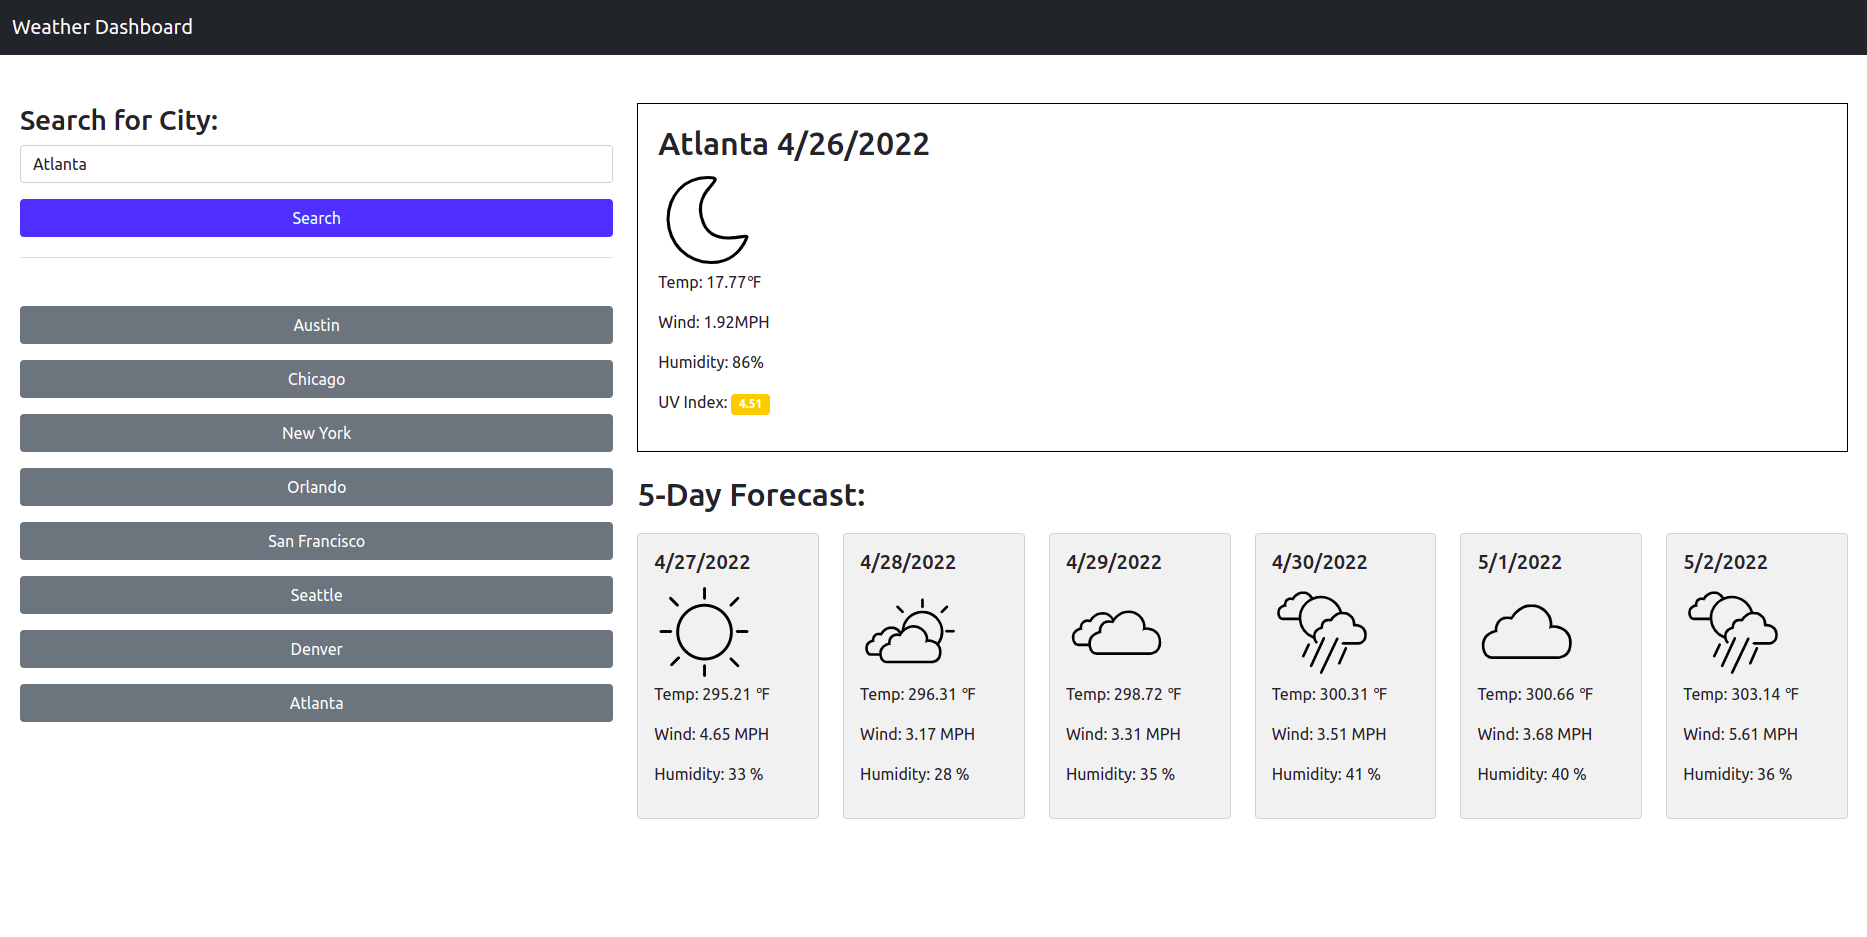 Weather Dashboard
Search for City:
Atlanta
Search
Austin
Chicago
New York
Orlando
San Francisco
Seattle
Denver
Atlanta
Atlanta 4/26/2022
Temp: 17.77℉
Wind: 1.92MPH
Humidity: 86%
UV Index: 4.51
5-Day Forecast:
4/27/2022
Temp: 295.21 ℉
Wind: 4.65 MPH
Humidity: 33 %
4/28/2022
Temp: 296.31 ℉
Wind: 3.17 MPH
Humidity: 28 %
4/29/2022
Temp: 298.72 ℉
Wind: 3.31 MPH
Humidity: 35 %
4/30/2022
Temp: 300.31 ℉
Wind: 3.51 MPH
Humidity: 41 %
5/1/2022
Temp: 300.66 ℉
Wind: 3.68 MPH
Humidity: 40 %
5/2/2022
Temp: 303.14 ℉
Wind: 5.61 MPH
Humidity: 36 %